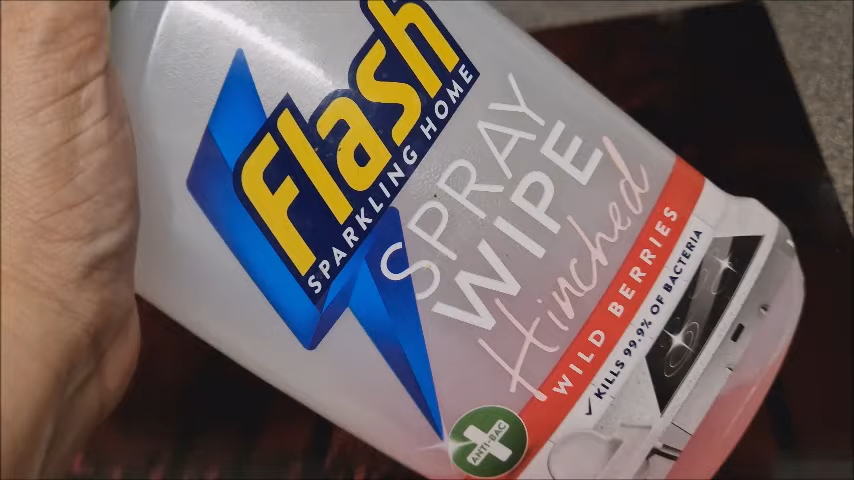 Flash
SPARKLING HOME
SPRAY
WIPE
Hinched
WILD BERRIES
✓ KILLS 99.9% OF BACTERIA
ANTI-BAC